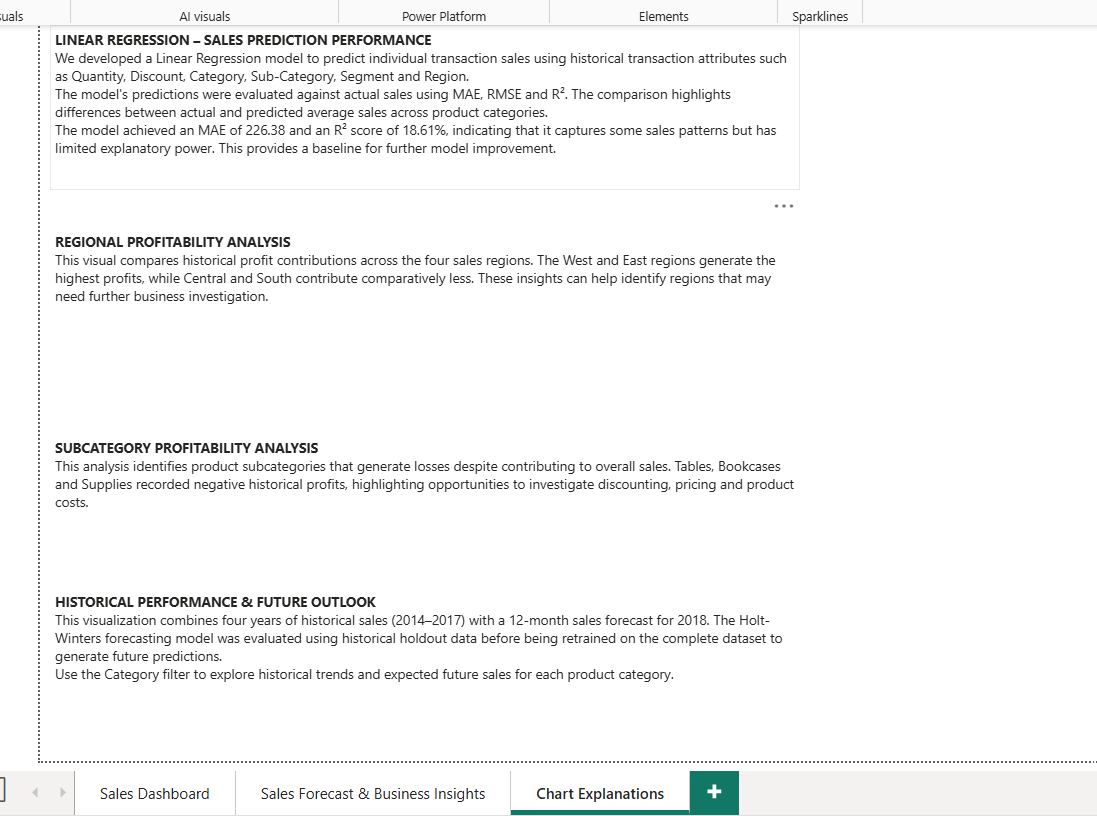 uals
AI visuals
Power Platform
Elements
Sparklines
LINEAR REGRESSION – SALES PREDICTION PERFORMANCE
We developed a Linear Regression model to predict individual transaction sales using historical transaction attributes such
as Quantity, Discount, Category, Sub-Category, Segment and Region.
The model's predictions were evaluated against actual sales using MAE, RMSE and R². The comparison highlights
differences between actual and predicted average sales across product categories.
The model achieved an MAE of 226.38 and an R² score of 18.61%, indicating that it captures some sales patterns but has
limited explanatory power. This provides a baseline for further model improvement.
REGIONAL PROFITABILITY ANALYSIS
This visual compares historical profit contributions across the four sales regions. The West and East regions generate the
highest profits, while Central and South contribute comparatively less. These insights can help identify regions that may
need further business investigation.
SUBCATEGORY PROFITABILITY ANALYSIS
This analysis identifies product subcategories that generate losses despite contributing to overall sales. Tables, Bookcases
and Supplies recorded negative historical profits, highlighting opportunities to investigate discounting, pricing and product
costs.
HISTORICAL PERFORMANCE & FUTURE OUTLOOK
This visualization combines four years of historical sales (2014–2017) with a 12-month sales forecast for 2018. The Holt-
Winters forecasting model was evaluated using historical holdout data before being retrained on the complete dataset to
generate future predictions.
Use the Category filter to explore historical trends and expected future sales for each product category.
Sales Dashboard
Sales Forecast & Business Insights
Chart Explanations